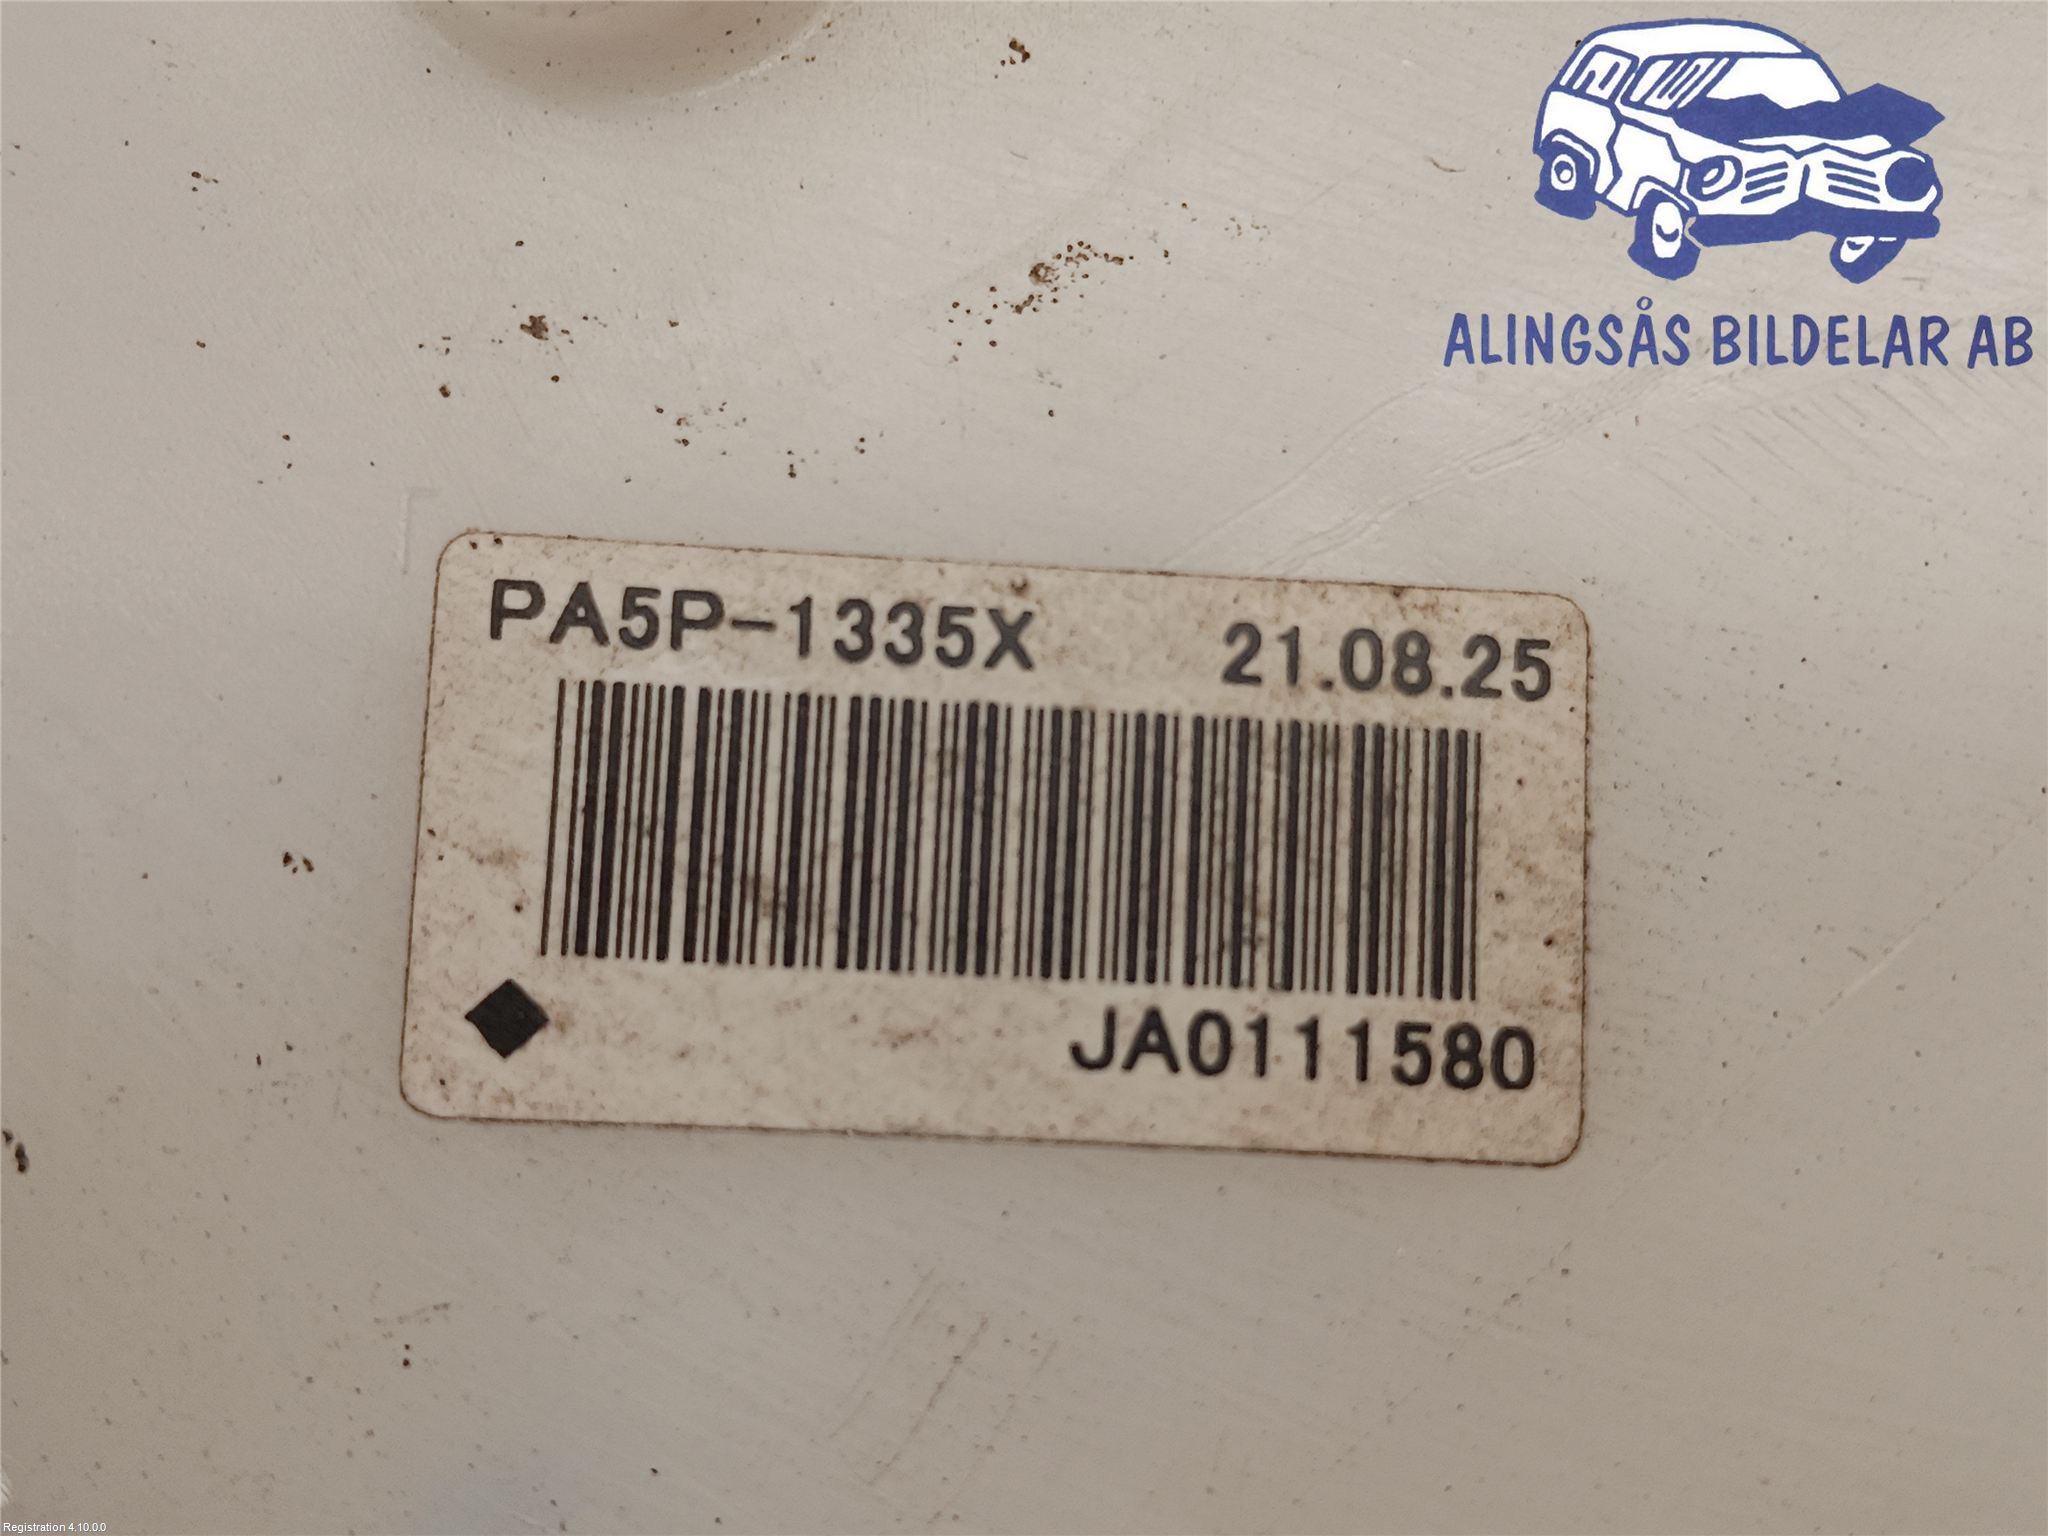 ALINGSÅS BILDELAR AB
PA5P-1335X 21.08.25
JA0111580
Registration 4.10.0.0